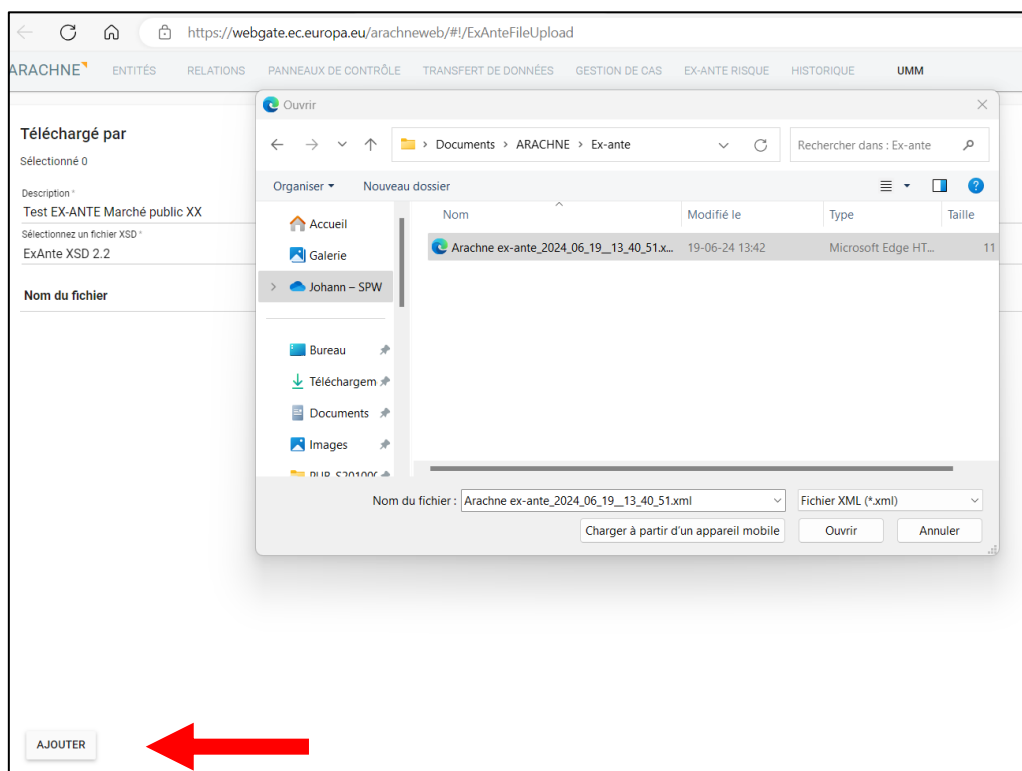 https://webgate.ec.europa.eu/arachneweb/#!/ExAnteFileUpload
ARACHNE ENTITÉS RELATIONS PANNEAUX DE CONTRÔLE TRANSFERT DE DONNÉES GESTION DE CAS EX-ANTE RISQUE HISTORIQUE UMM
Téléchargé par
Sélectionné 0
Description *
Test EX-ANTE Marché public XX
Sélectionnez un fichier XSD *
ExAnte XSD 2.2
Nom du fichier
Ouvrir
Documents > ARACHNE > Ex-ante
Rechercher dans : Ex-ante
Organiser Nouveau dossier
Nom Modifié le Type Taille
Arachne ex-ante_2024_06_19__13_40_51.x... 19-06-24 13:42 Microsoft Edge HT... 11
Accueil
Galerie
Johann – SPW
Bureau
Téléchargem
Documents
Images
Nom du fichier : Arachne ex-ante_2024_06_19__13_40_51.xml Fichier XML (*.xml)
Charger à partir d'un appareil mobile Ouvrir Annuler
AJOUTER